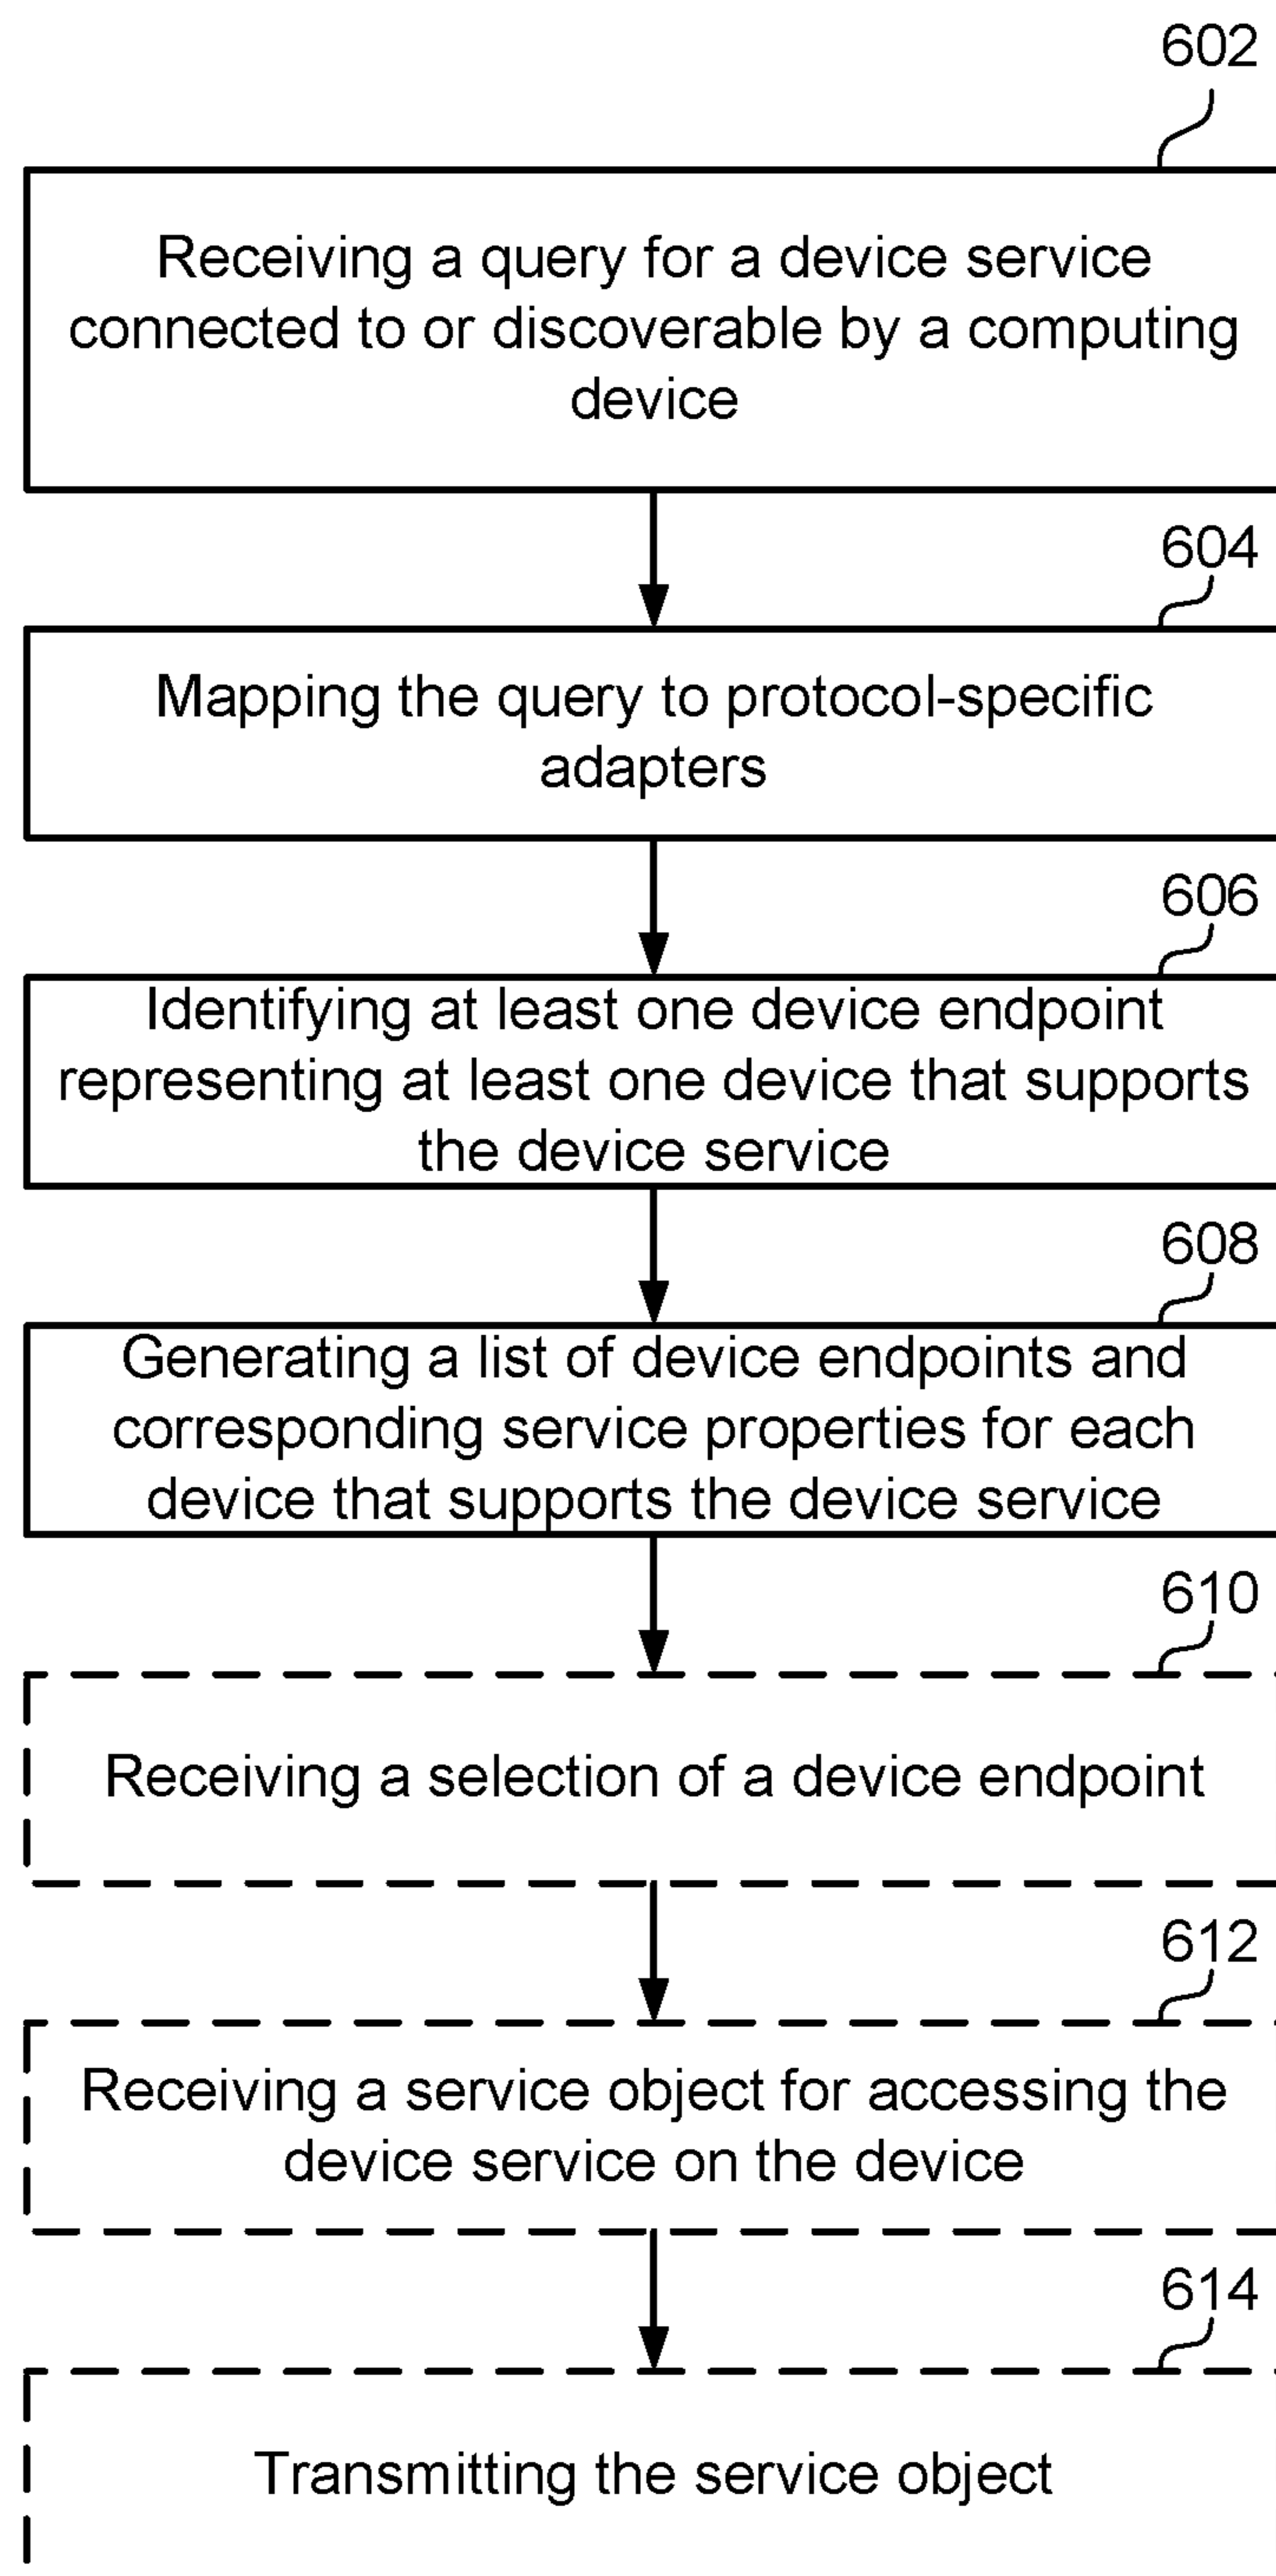 602
Receiving a query for a device service
connected to or discoverable by a computing
device
604
Mapping the query to protocol-specific
adapters
606
Identifying at least one device endpoint
representing at least one device that supports
the device service
608
Generating a list of device endpoints and
corresponding service properties for each
device that supports the device service
610
Receiving a selection of a device endpoint
612
Receiving a service object for accessing the
device service on the device
614
Transmitting the service object